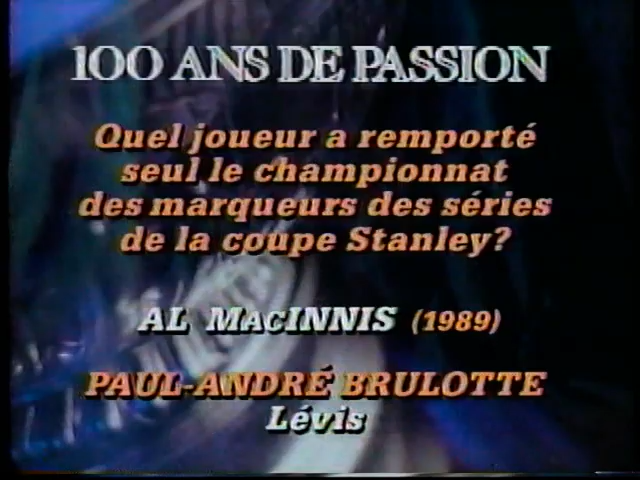 100 ANS DE PASSION
Quel joueur a remporté
seul le championnat
des marqueurs des séries
de la coupe Stanley?
AL MACINNIS (1989)
PAUL-ANDRÉ BRULOTTE
Lévis